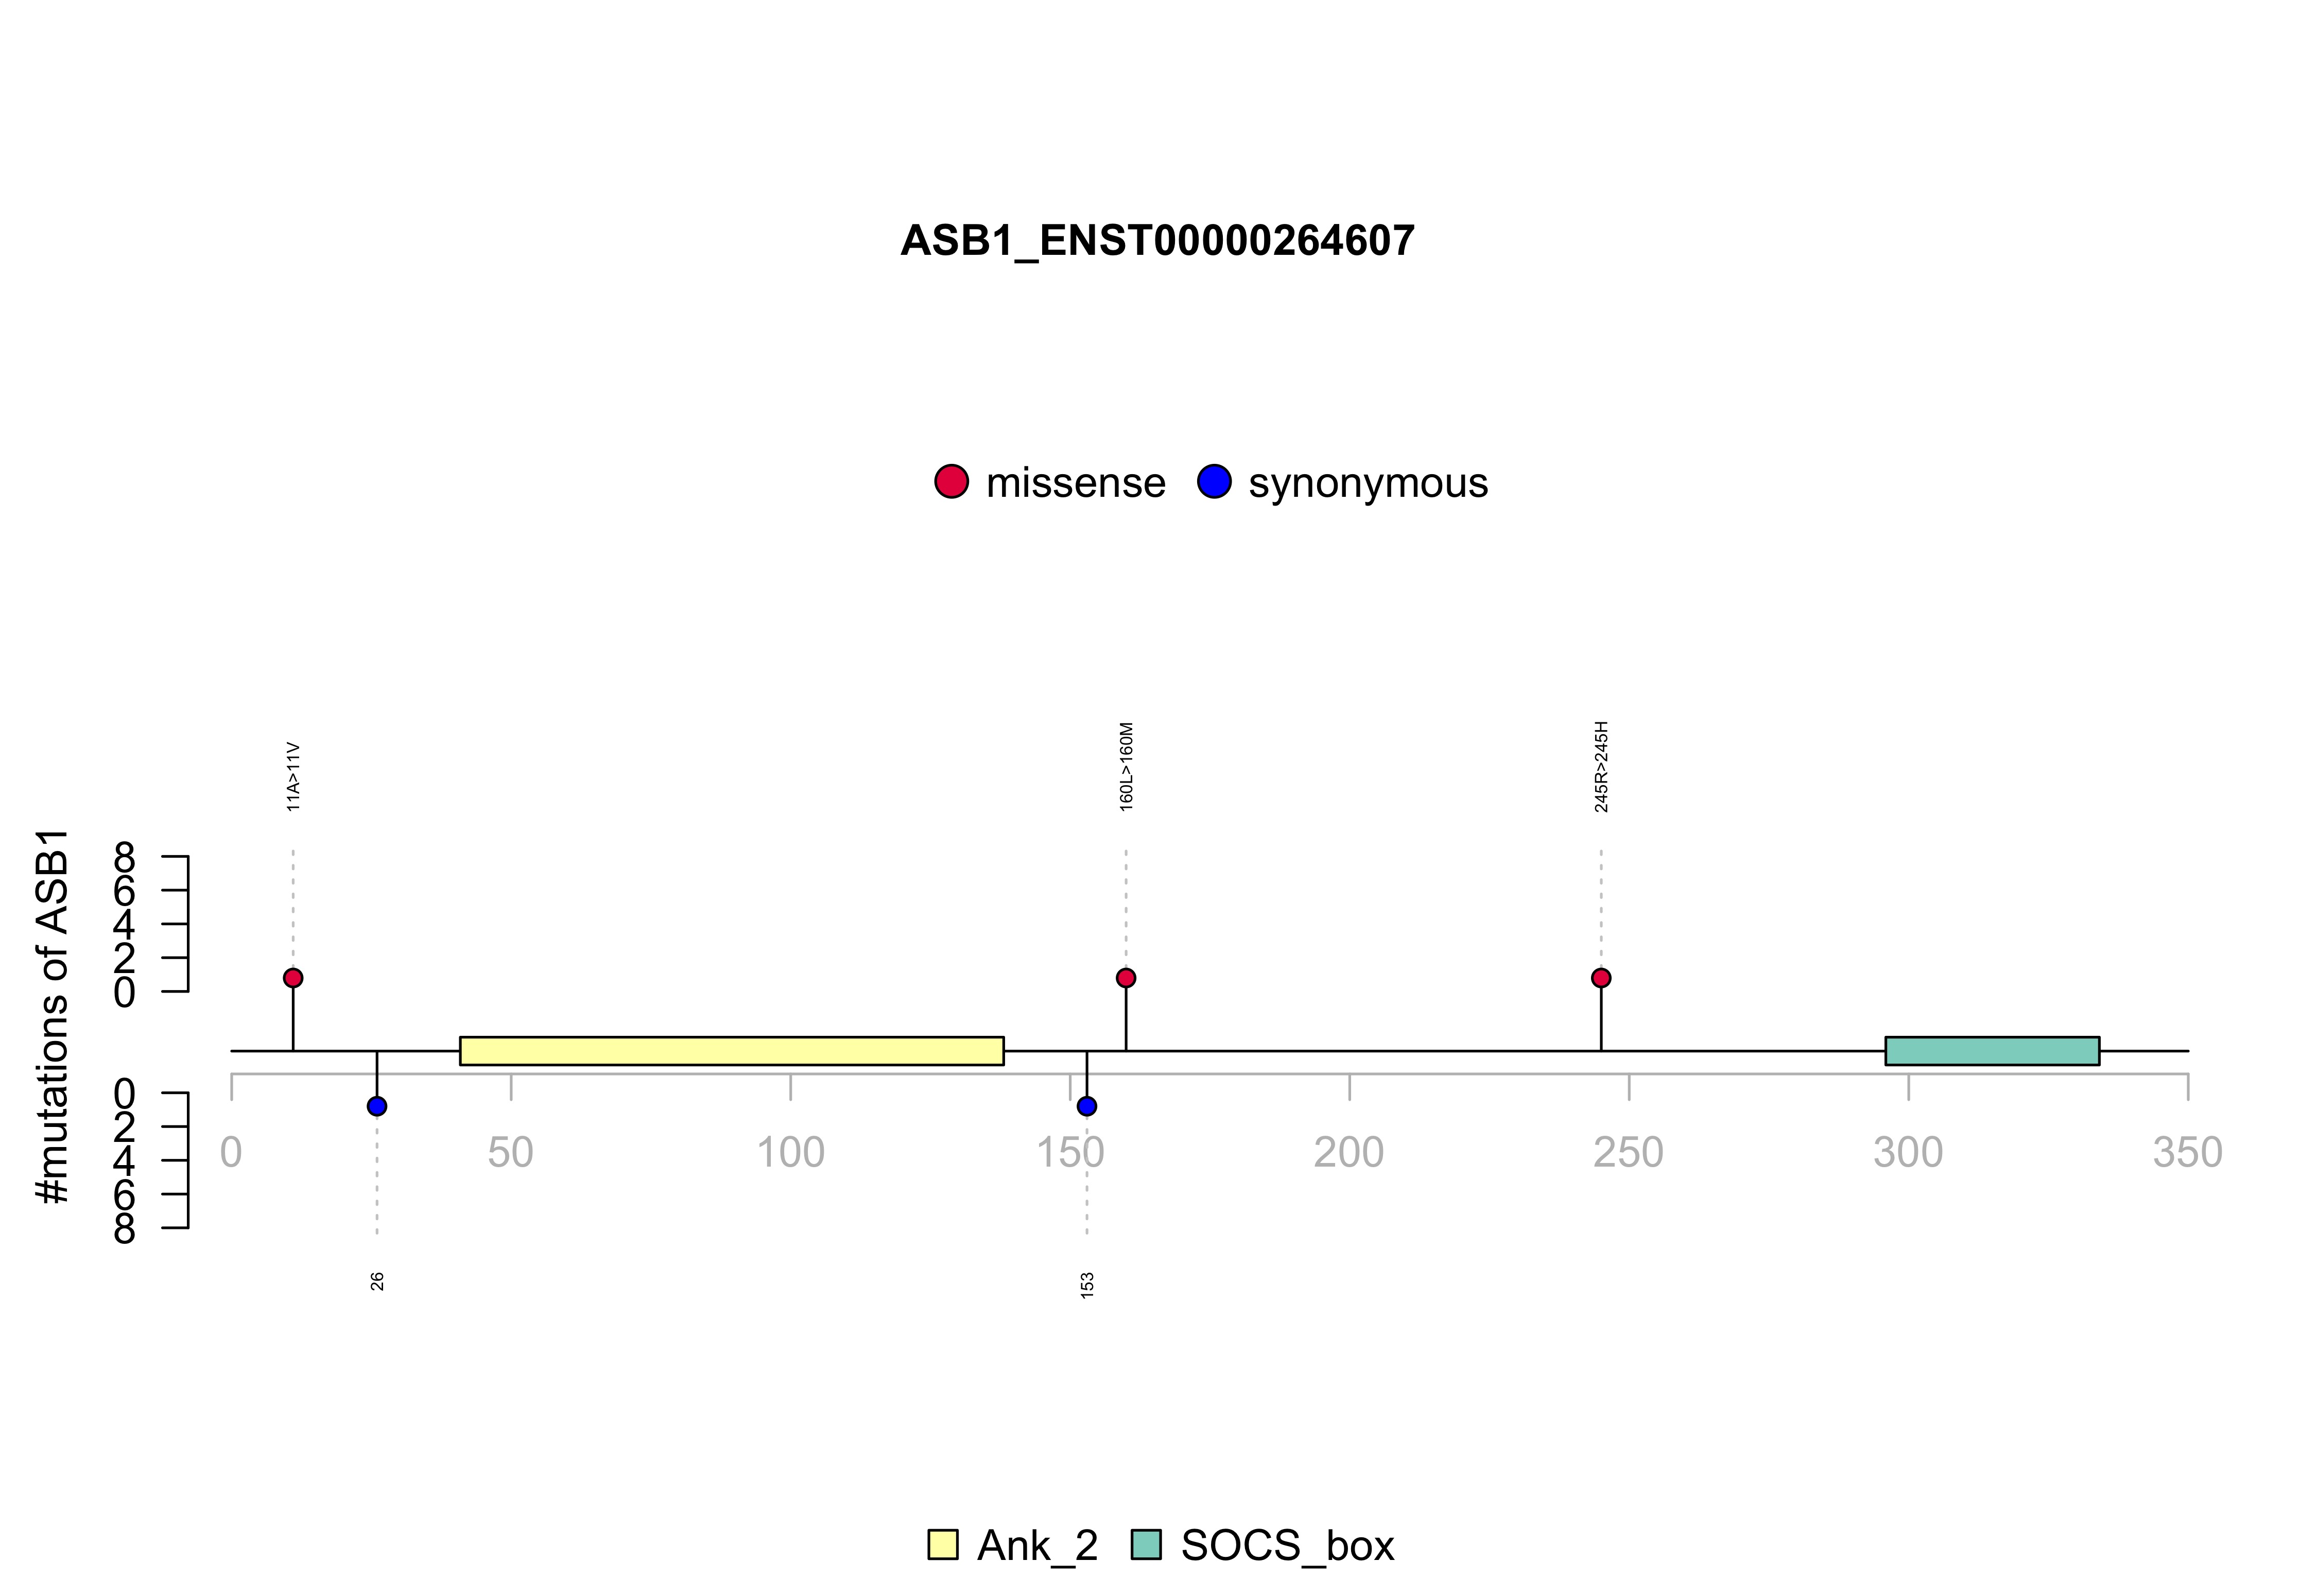 ASB1_ENST00000264607
missense synonymous
11A>11V 160L>160M 245R>245H
#mutations of ASB1
8
6
4
2
0
0
2
4
6
8
0 50 100 150 200 250 300 350
26 153
Ank_2 SOCS_box